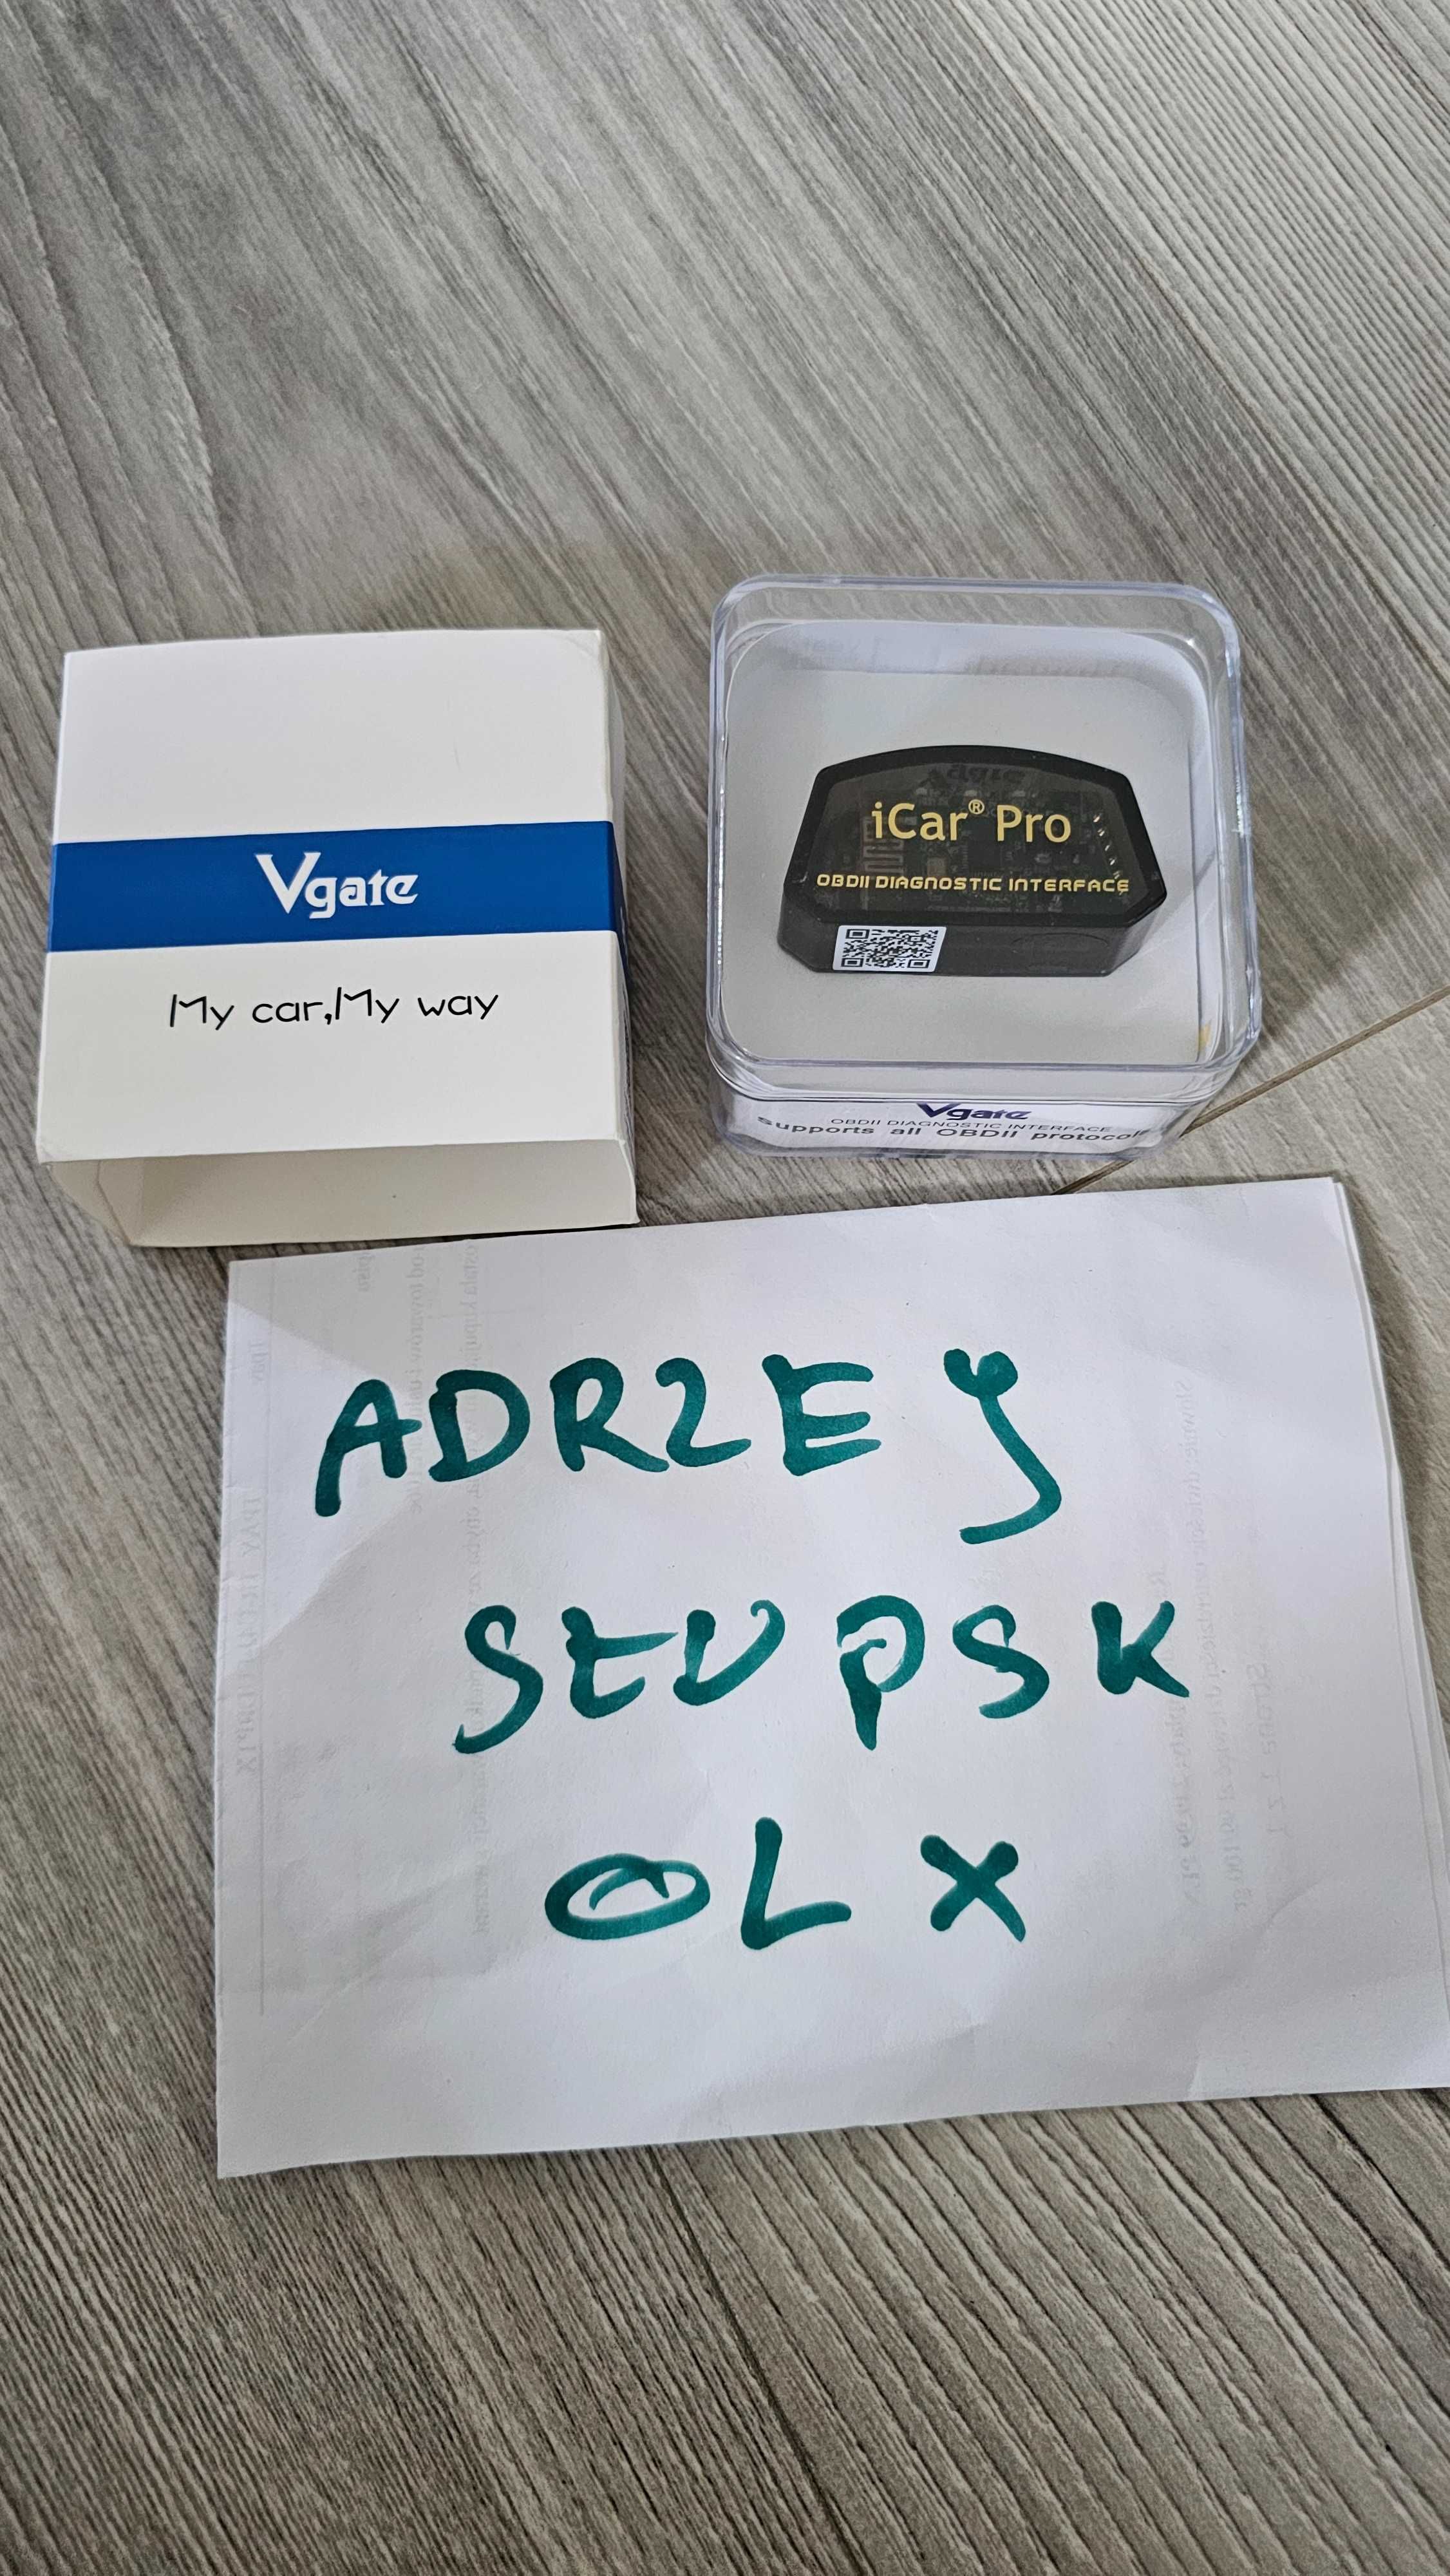 Vgate
My car,My way
iCar® Pro
OBDII DIAGNOSTIC INTERFACE
Vgate
OBDII DIAGNOSTIC INTERFACE
Supports all OBDII protocols
ADRZEJ
SŁUPSK
OLX